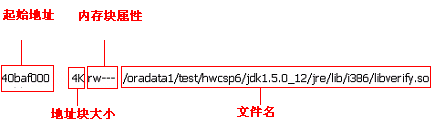 起始地址 内存块属性
40baf000 4K rw--- /oradata1/test/hwcsp6/jdk1.5.0_12/jre/lib/i386/libverify.so
地址块大小 文件名